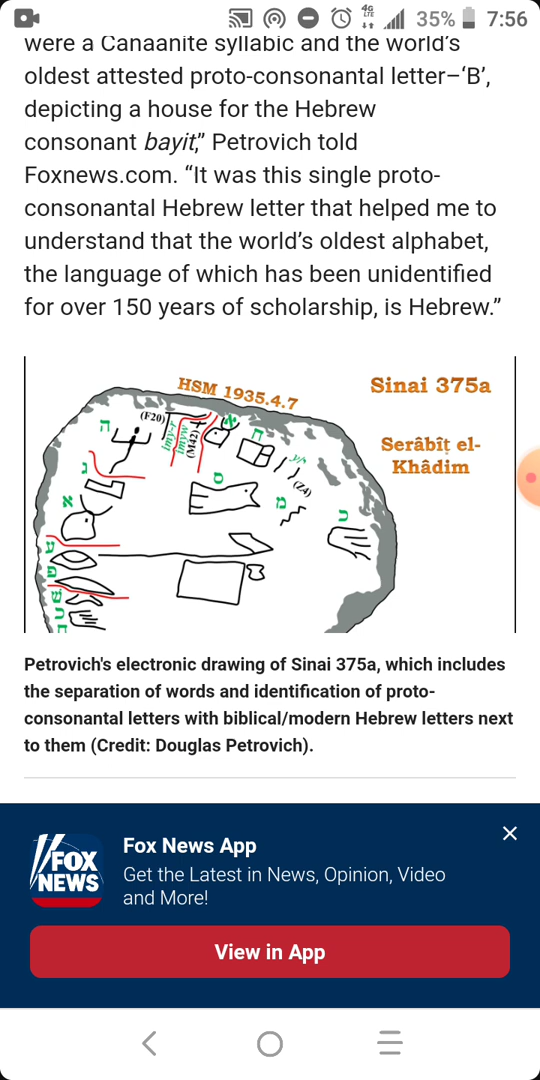 4G
LTE
35%
7:56
were a Canaanite syllabic and the world’s
oldest attested proto-consonantal letter–‘B’,
depicting a house for the Hebrew
consonant bayit,” Petrovich told
Foxnews.com. “It was this single proto-
consonantal Hebrew letter that helped me to
understand that the world’s oldest alphabet,
the language of which has been unidentified
for over 150 years of scholarship, is Hebrew.”
HSM 1935.4.7
Sinai 375a
Serâbîṭ el-
Khâdim
(F20)
imy-r
imyw
(M42)
א
ח
y/s
(Z4)
ה
נ
ס
מ
כ
א
ע
פ
ש
Petrovich's electronic drawing of Sinai 375a, which includes
the separation of words and identification of proto-
consonantal letters with biblical/modern Hebrew letters next
to them (Credit: Douglas Petrovich).
FOX
NEWS
Fox News App
Get the Latest in News, Opinion, Video
and More!
View in App